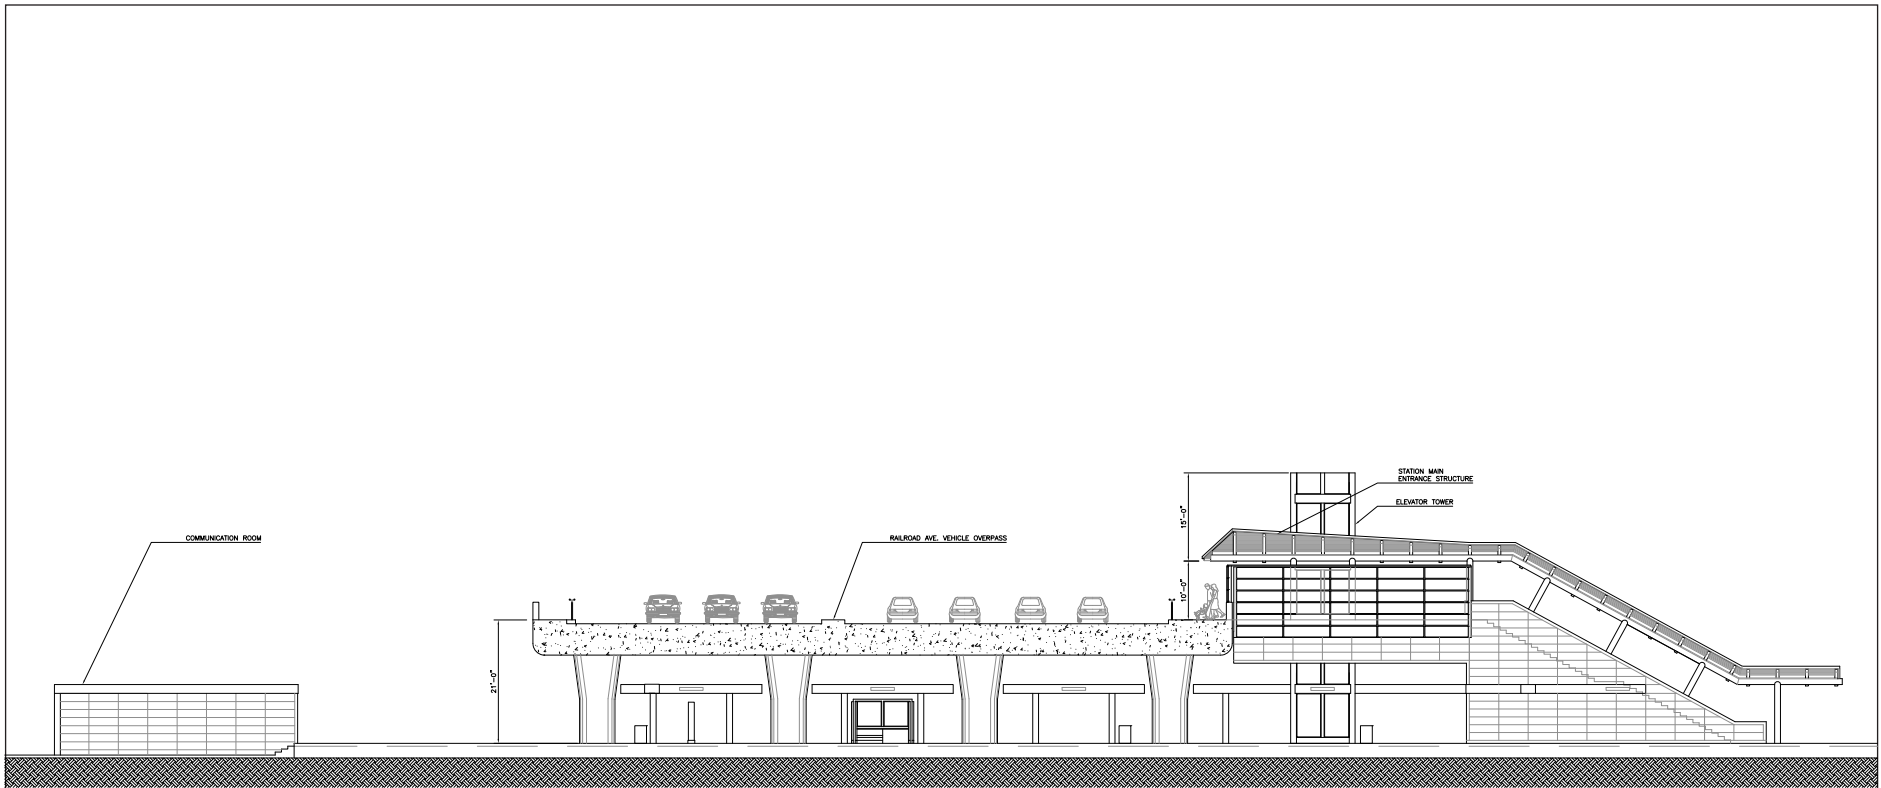 STATION MAIN
ENTRANCE STRUCTURE
ELEVATOR TOWER
15'-0"
COMMUNICATION ROOM
RAILROAD AVE. VEHICLE OVERPASS
10'-0"
21'-0"